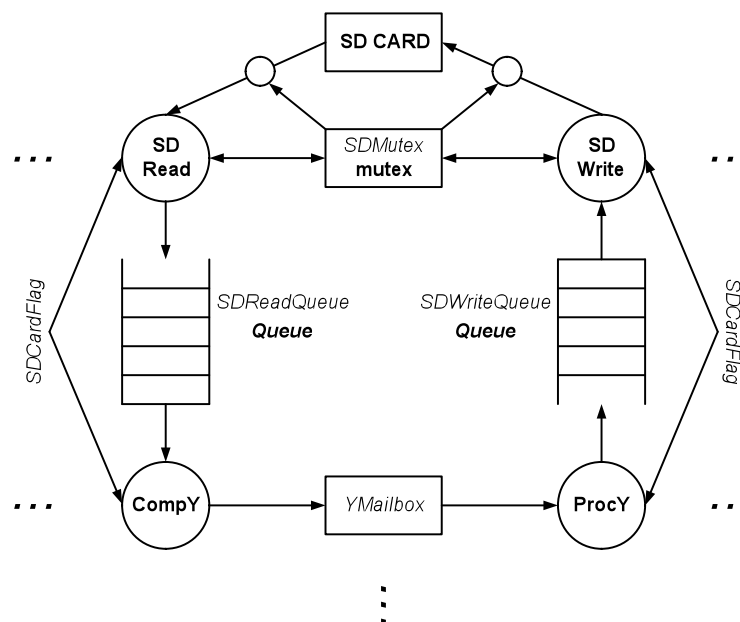 SD CARD
SD
Read
SDMutex
mutex
SD
Write
...
..
SDCardFlag
SDReadQueue
Queue
SDWriteQueue
Queue
SDCardFlag
...
CompY
YMailbox
ProcY
..
...